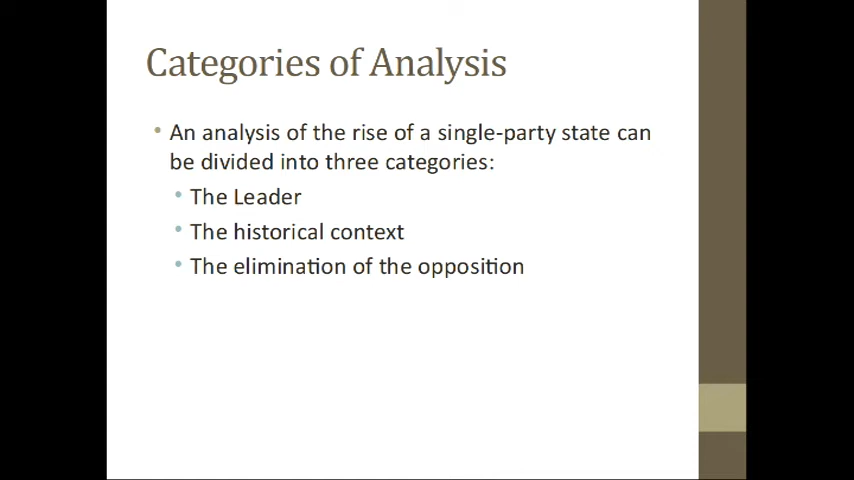 Categories of Analysis
• An analysis of the rise of a single-party state can
be divided into three categories:
• The Leader
• The historical context
• The elimination of the opposition